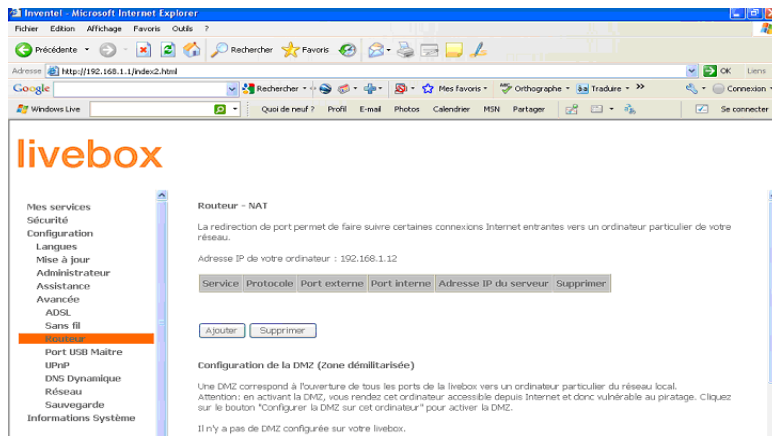 Inventel - Microsoft Internet Explorer
Fichier Edition Affichage Favoris Outils ?
Précédente Rechercher Favoris
Adresse http://192.168.1.1/index2.html OK Liens
Google Rechercher Mes favoris Orthographe Traduire Connexion
Windows Live Quoi de neuf ? Profil E-mail Photos Calendrier MSN Partager Se connecter
livebox
Mes services
Sécurité
Configuration
Langues
Mise à jour
Administrateur
Assistance
Avancée
ADSL
Sans fil
Routeur
Port USB Maitre
UPnP
DNS Dynamique
Réseau
Sauvegarde
Informations Système
Routeur - NAT
La redirection de port permet de faire suivre certaines connexions Internet entrantes vers un ordinateur particulier de votre
réseau.
Adresse IP de votre ordinateur : 192.168.1.12
Service Protocole Port externe Port interne Adresse IP du serveur Supprimer
Ajouter Supprimer
Configuration de la DMZ (Zone démilitarisée)
Une DMZ correspond à l'ouverture de tous les ports de la livebox vers un ordinateur particulier du réseau local.
Attention: en activant la DMZ, vous rendez cet ordinateur accessible depuis Internet et donc vulnérable au piratage. Cliquez
sur le bouton "Configurer la DMZ sur cet ordinateur" pour activer la DMZ.
Il n'y a pas de DMZ configurée sur votre livebox.